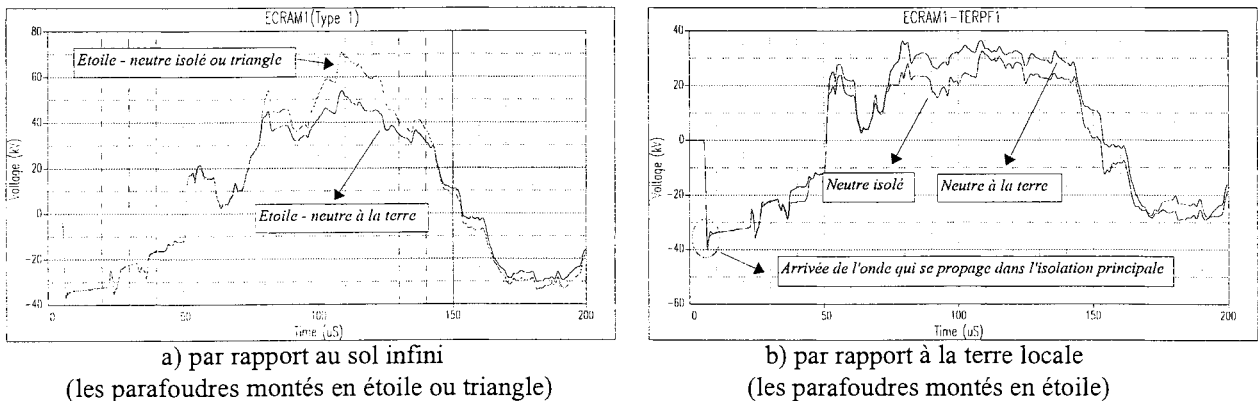 ECRAM1(Type 1)
80
60
40
20
0
-20
-40
Voltage (kV)
Etoile - neutre isolé ou triangle
Etoile - neutre à la terre
0
50
100
150
200
Time (uS)
a) par rapport au sol infini
(les parafoudres montés en étoile ou triangle)
ECRAM1-TERPF1
40
20
0
-20
-40
-60
Voltage (kV)
Neutre isolé
Neutre à la terre
Arrivée de l'onde qui se propage dans l'isolation principale
0
50
100
150
200
Time (uS)
b) par rapport à la terre locale
(les parafoudres montés en étoile)